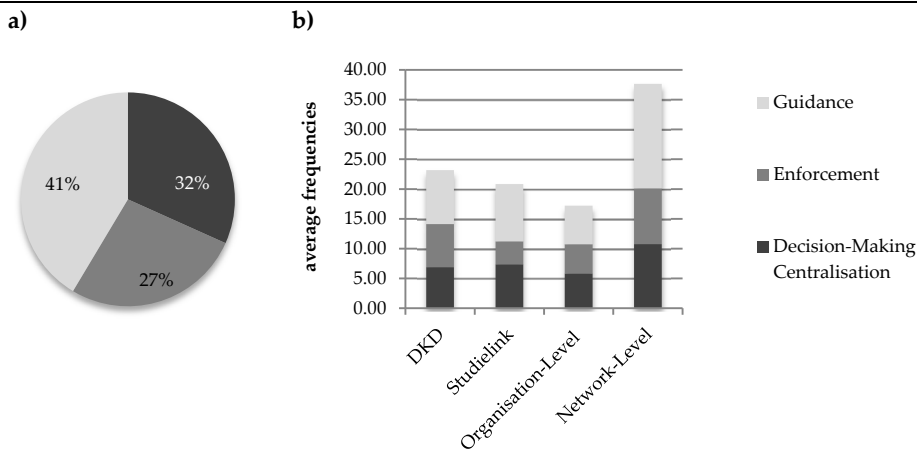 a)
b)
41%
32%
27%
average frequencies
40.00
35.00
30.00
25.00
20.00
15.00
10.00
5.00
0.00
DKD
Studielink
Organisation-Level
Network-Level
Guidance
Enforcement
Decision-Making
Centralisation